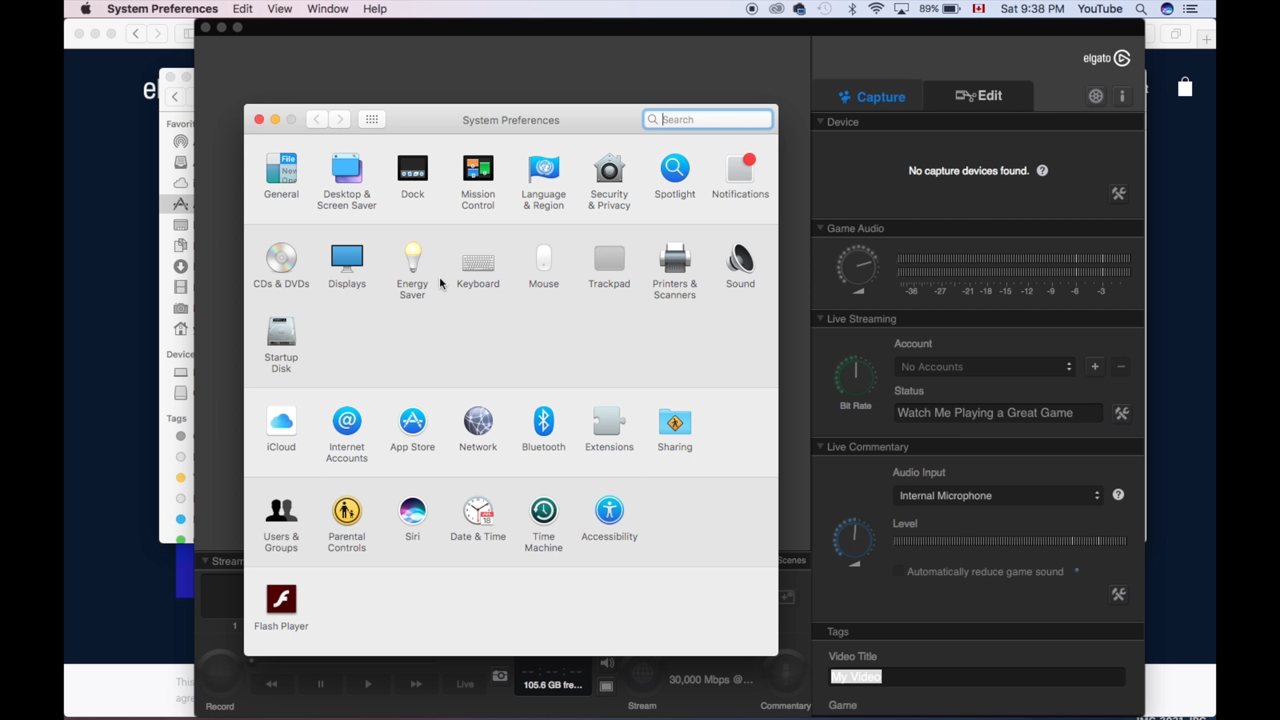 System Preferences Edit View Window Help
89% Sat 9:38 PM YouTube
elgato
Capture
Edit
Device
No capture devices found. ?
Game Audio
-36 -27 -21 -18 -15 -12 -9 -6 -3
Live Streaming
Account
No Accounts
Bit Rate
Status
Watch Me Playing a Great Game
Live Commentary
Audio Input
Internal Microphone
?
Level
Automatically reduce game sound
Tags
Video Title
My Video
Game
System Preferences
Search
General
Desktop &
Screen Saver
Dock
Mission
Control
Language
& Region
Security
& Privacy
Spotlight
Notifications
CDs & DVDs
Displays
Energy
Saver
Keyboard
Mouse
Trackpad
Printers &
Scanners
Sound
Startup
Disk
iCloud
Internet
Accounts
App Store
Network
Bluetooth
Extensions
Sharing
Users &
Groups
Parental
Controls
Siri
Date & Time
Time
Machine
Accessibility
Flash Player
Favorit
Device
Tags
Stream
Scenes
1
Record
Live
105.6 GB fre...
30,000 Mbps @...
Stream
Commentary
This
agre